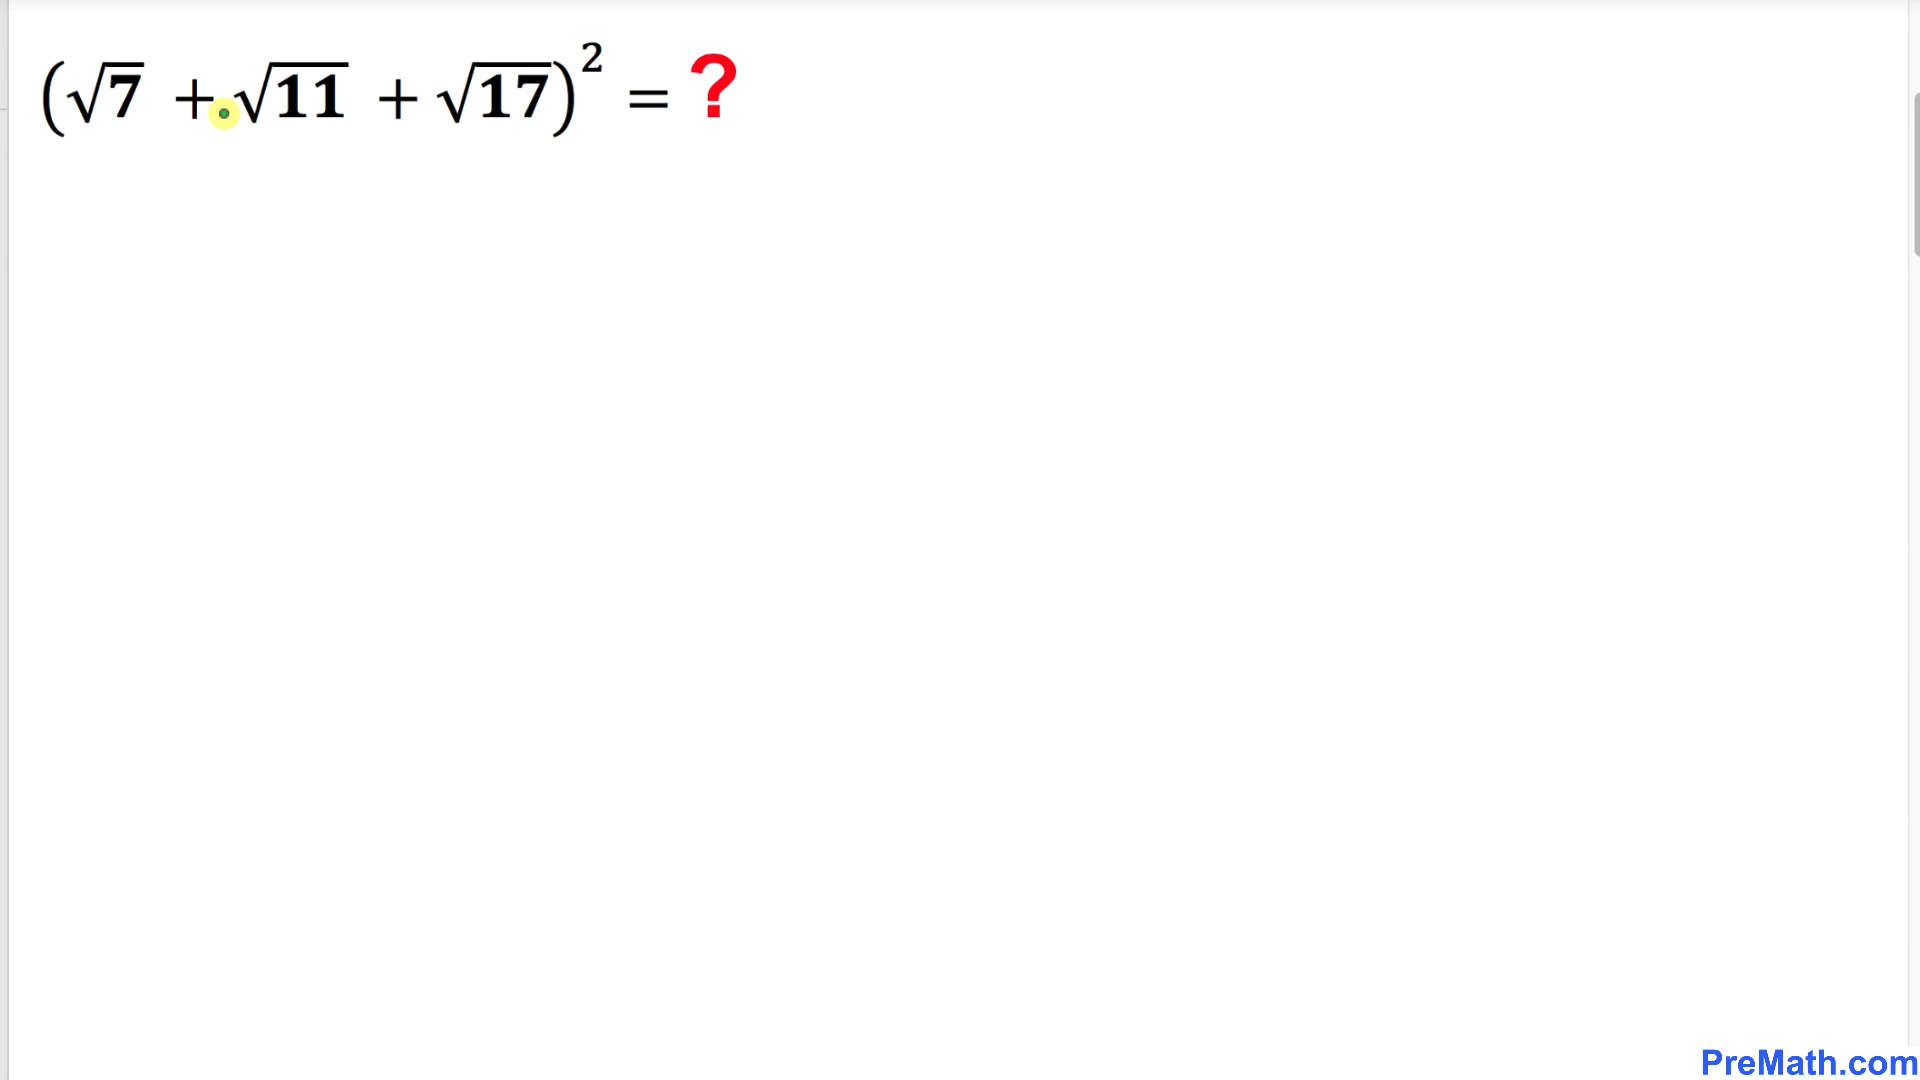 (√7 + √11 + √17)² = ?
PreMath.com